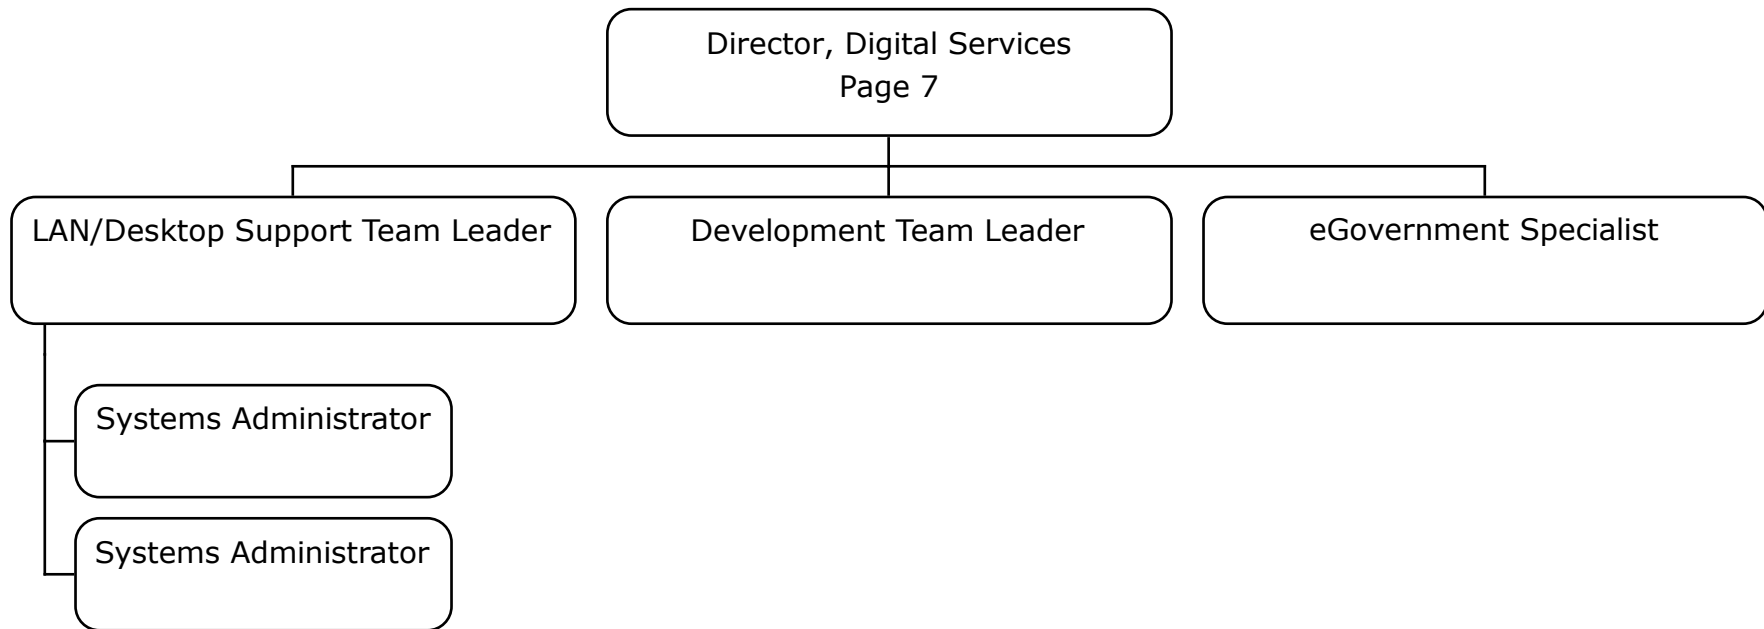 Director, Digital Services
Page 7
LAN/Desktop Support Team Leader
Development Team Leader
eGovernment Specialist
Systems Administrator
Systems Administrator